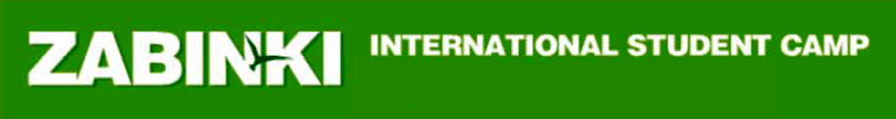 ZABINKI
INTERNATIONAL STUDENT CAMP